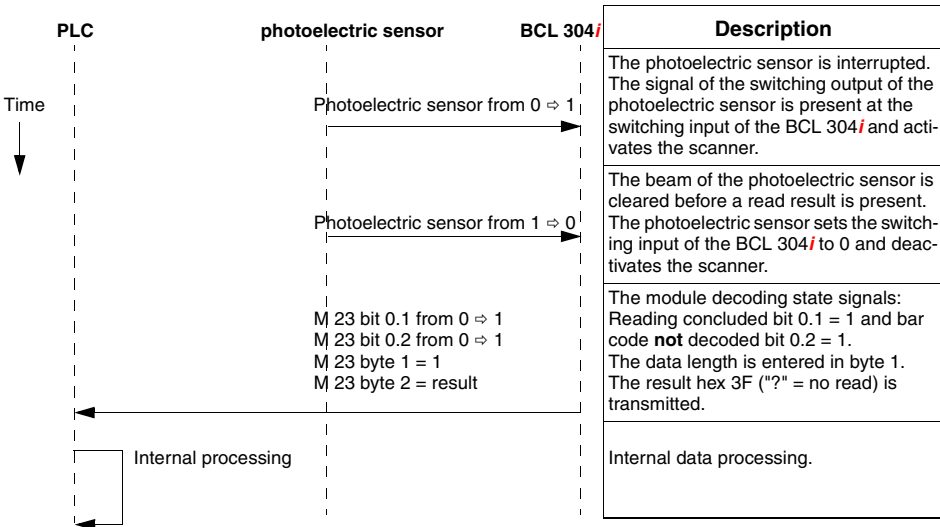 PLC photoelectric sensor BCL 304i Description
Time
Photoelectric sensor from 0 ⇨ 1
The photoelectric sensor is interrupted.
The signal of the switching output of the
photoelectric sensor is present at the
switching input of the BCL 304i and acti-
vates the scanner.
Photoelectric sensor from 1 ⇨ 0
The beam of the photoelectric sensor is
cleared before a read result is present.
The photoelectric sensor sets the switch-
ing input of the BCL 304i to 0 and deac-
tivates the scanner.
M 23 bit 0.1 from 0 ⇨ 1
M 23 bit 0.2 from 0 ⇨ 1
M 23 byte 1 = 1
M 23 byte 2 = result
The module decoding state signals:
Reading concluded bit 0.1 = 1 and bar
code not decoded bit 0.2 = 1.
The data length is entered in byte 1.
The result hex 3F ("?" = no read) is
transmitted.
Internal processing
Internal data processing.